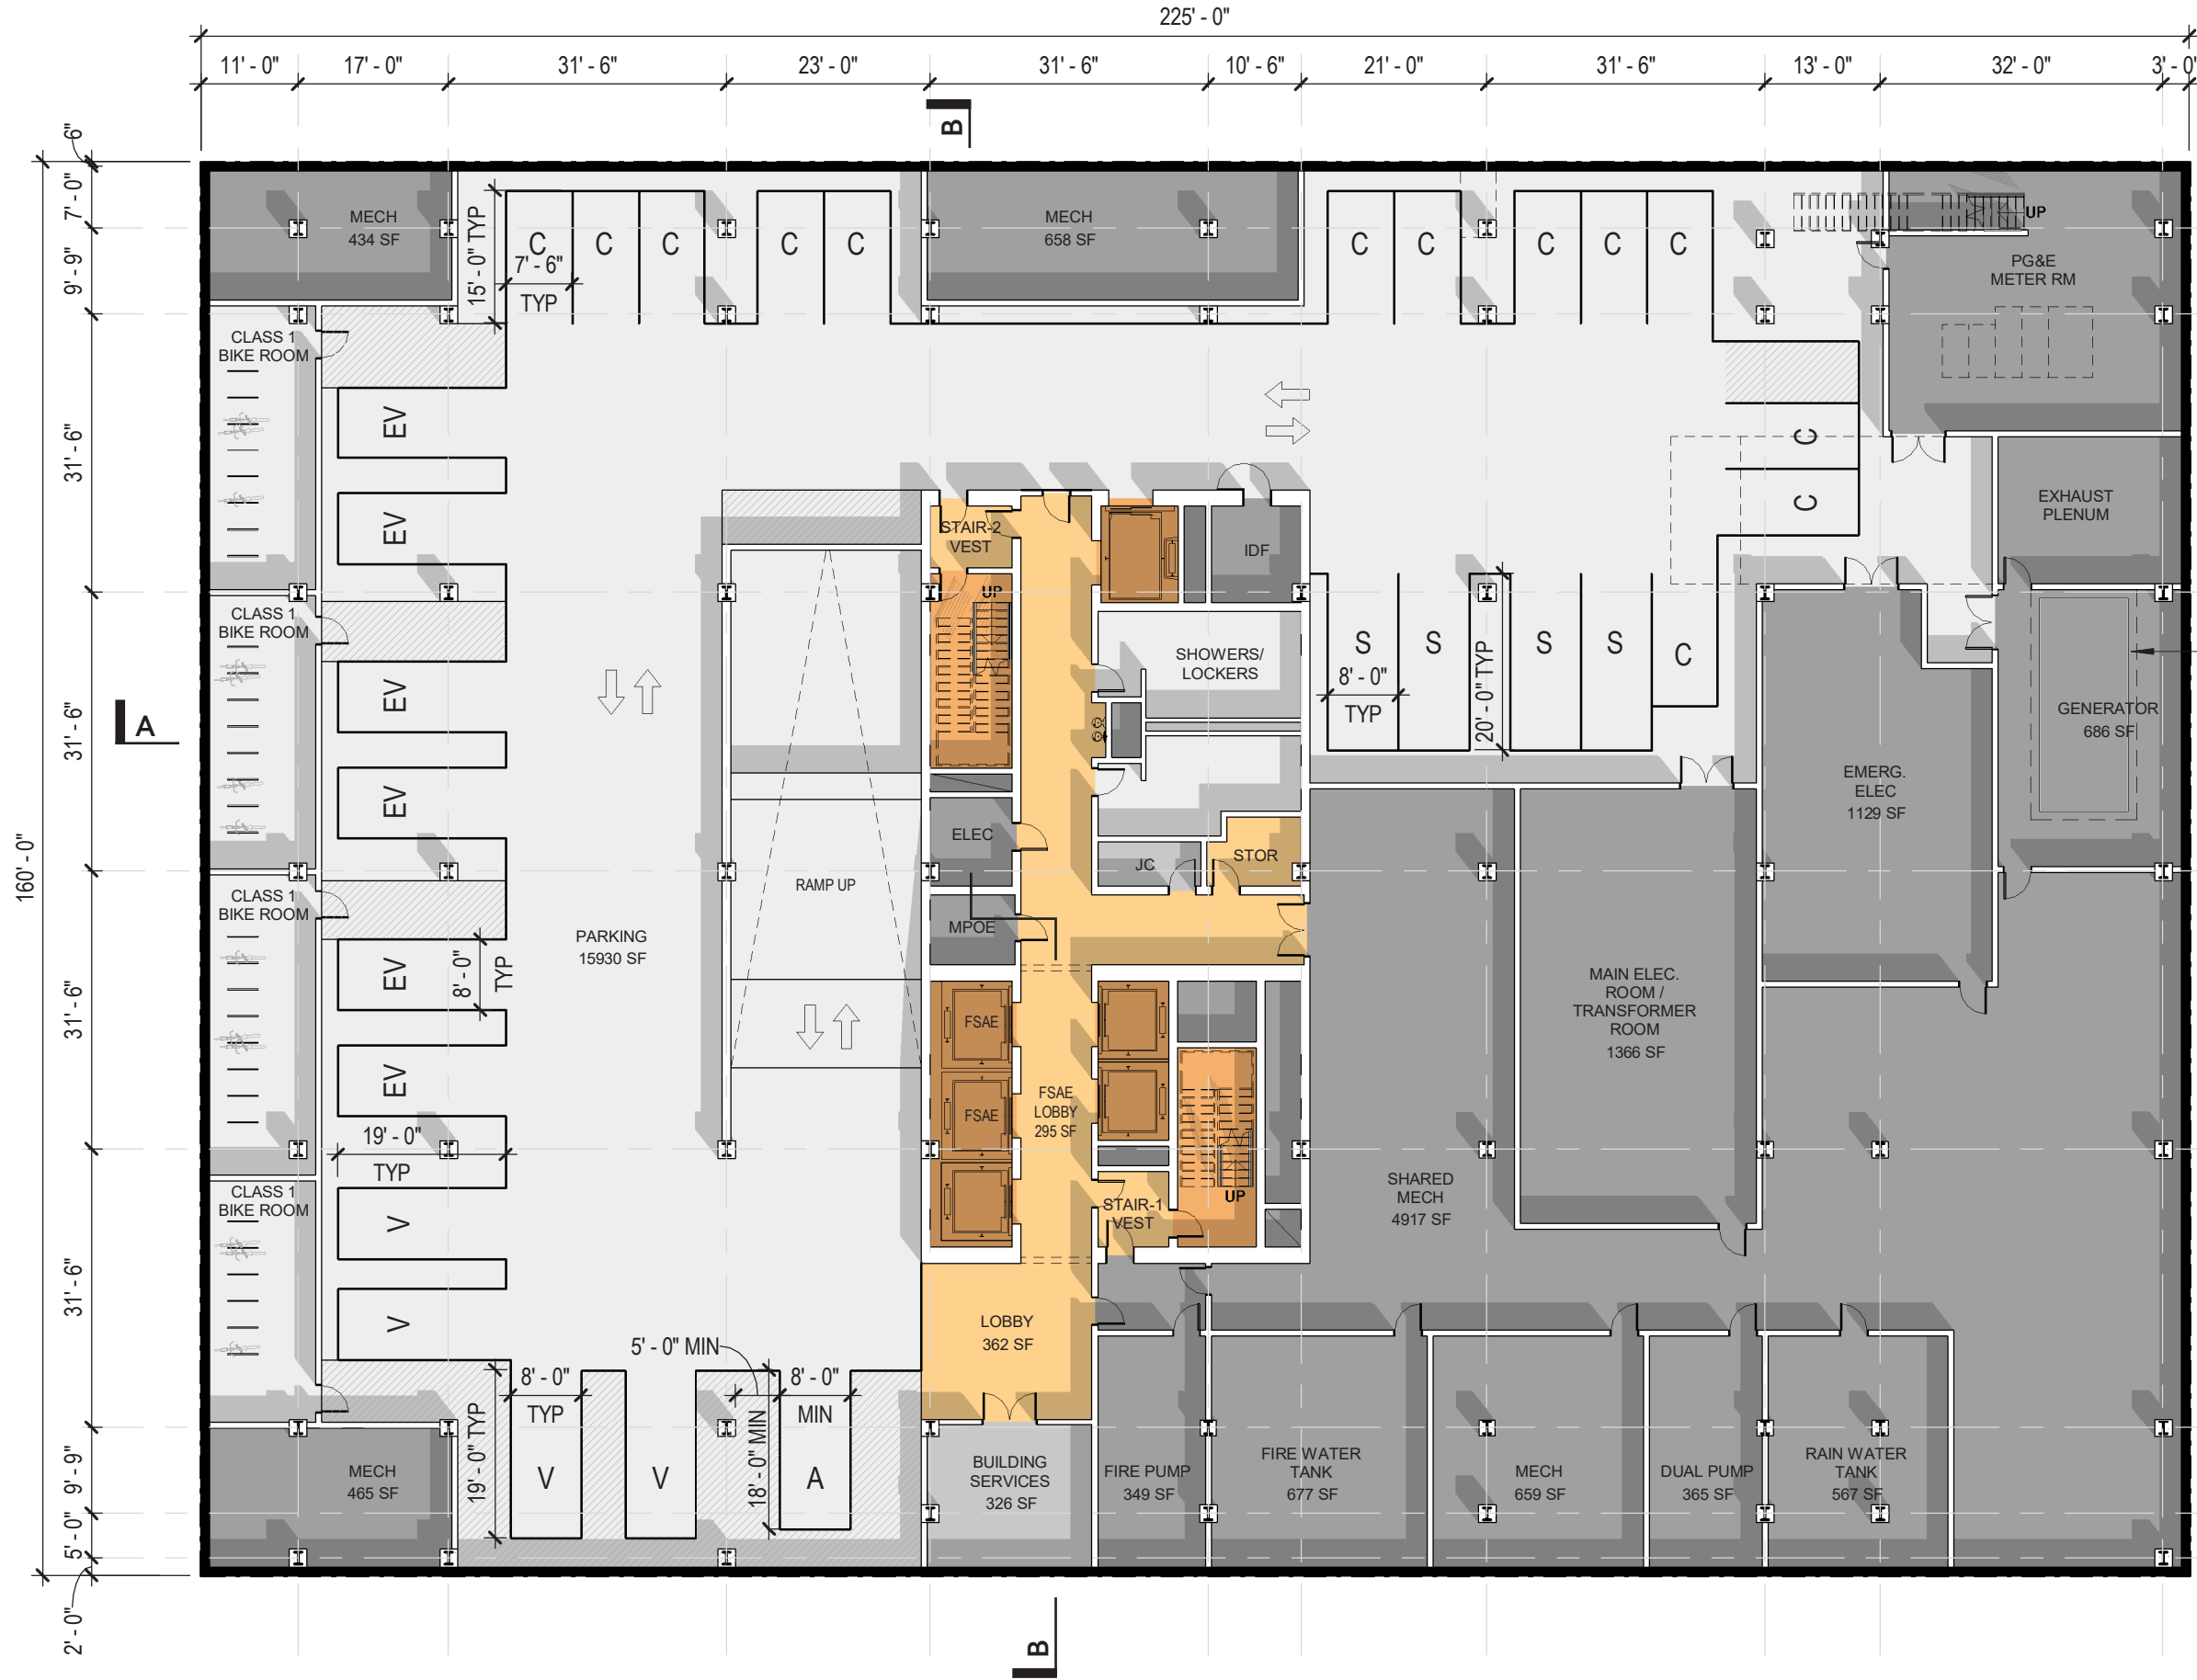 225' - 0"
11' - 0"
17' - 0"
31' - 6"
23' - 0"
31' - 6"
10' - 6"
21' - 0"
31' - 6"
13' - 0"
32' - 0"
3' - 0"
B
6"
7' - 0"
9' - 9"
31' - 6"
31' - 6"
31' - 6"
31' - 6"
9' - 9"
5' - 0"
2' - 0"
160' - 0"
A
MECH
434 SF
15' - 0" TYP
C
C
C
C
C
7' - 6"
TYP
MECH
658 SF
C
C
C
C
C
UP
PG&E
METER RM
CLASS 1
BIKE ROOM
EV
EV
C
C
EXHAUST
PLENUM
STAIR-2
VEST
IDF
UP
CLASS 1
BIKE ROOM
EV
EV
SHOWERS/
LOCKERS
S
S
S
S
C
8' - 0"
TYP
20' - 0" TYP
GENERATOR
686 SF
EMERG.
ELEC
1129 SF
ELEC
JC
STOR
RAMP UP
CLASS 1
BIKE ROOM
MPOE
PARKING
15930 SF
EV
EV
8' - 0"
TYP
MAIN ELEC.
ROOM /
TRANSFORMER
ROOM
1366 SF
FSAE
FSAE
FSAE
LOBBY
295 SF
19' - 0"
TYP
CLASS 1
BIKE ROOM
STAIR-1
VEST
UP
SHARED
MECH
4917 SF
V
V
LOBBY
362 SF
5' - 0" MIN
8' - 0"
TYP
8' - 0"
MIN
19' - 0" TYP
18' - 0" MIN
V
V
A
MECH
465 SF
BUILDING
SERVICES
326 SF
FIRE PUMP
349 SF
FIRE WATER
TANK
677 SF
MECH
659 SF
DUAL PUMP
365 SF
RAIN WATER
TANK
567 SF
B